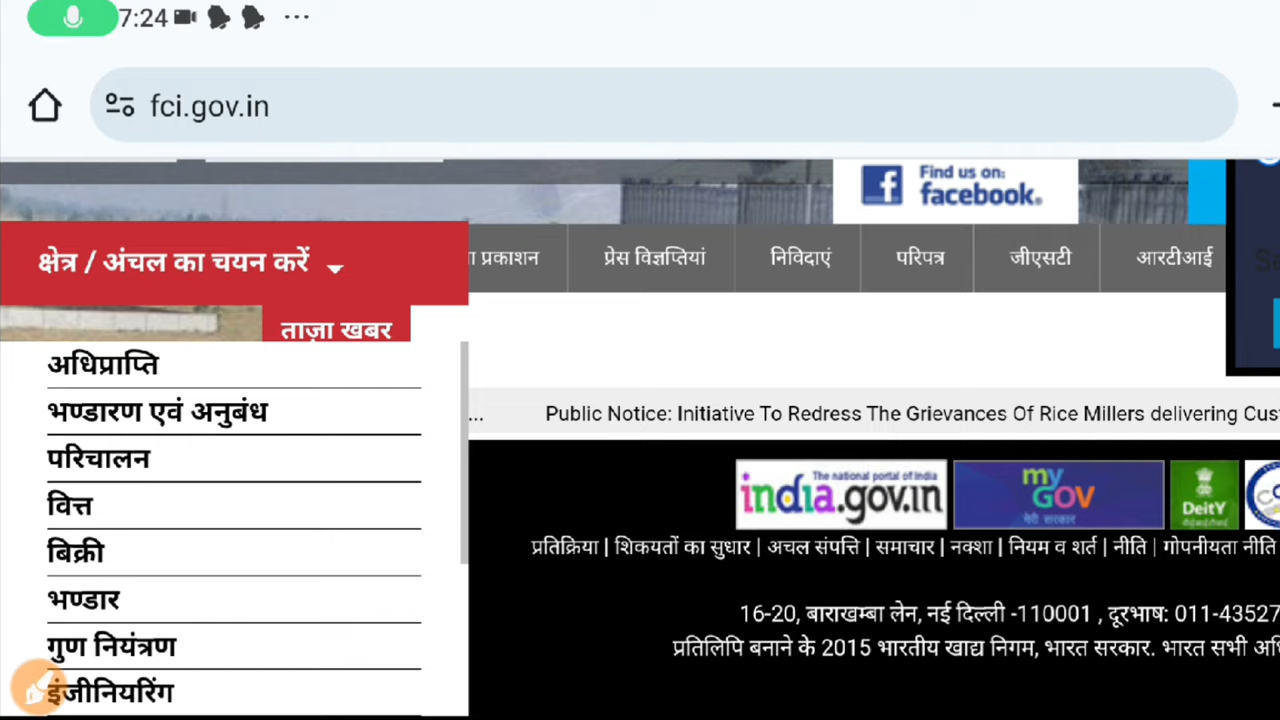 7:24
fci.gov.in
Find us on:
facebook.
क्षेत्र / अंचल का चयन करें
प्रकाशन
प्रेस विज्ञप्तियां
निविदाएं
परिपत्र
जीएसटी
आरटीआई
ताज़ा खबर
अधिप्राप्ति
भण्डारण एवं अनुबंध
परिचालन
वित्त
बिक्री
भण्डार
गुण नियंत्रण
इंजीनियरिंग
... Public Notice: Initiative To Redress The Grievances Of Rice Millers delivering Cus
The national portal of India
india.gov.in
my
GOV
मेरी सरकार
DeitY
प्रतिक्रिया | शिकयतों का सुधार | अचल संपत्ति | समाचार | नक्शा | नियम व शर्त | नीति | गोपनीयता नीति
16-20, बाराखम्बा लेन, नई दिल्ली -110001 , दूरभाष: 011-43527
प्रतिलिपि बनाने के 2015 भारतीय खाद्य निगम, भारत सरकार. भारत सभी अधि